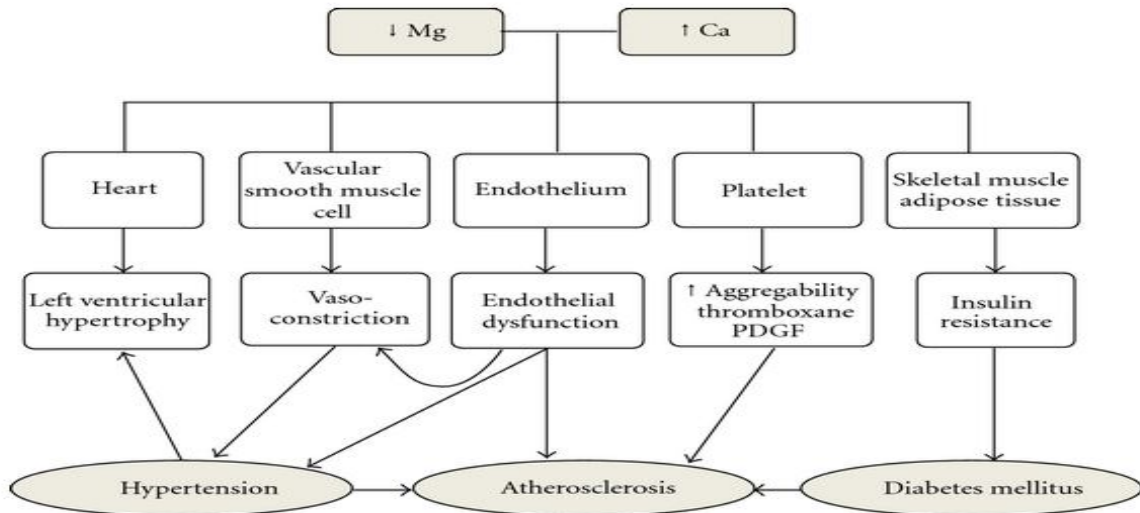 ↓ Mg
↑ Ca
Heart
Vascular
smooth muscle
cell
Endothelium
Platelet
Skeletal muscle
adipose tissue
Left ventricular
hypertrophy
Vaso-
constriction
Endothelial
dysfunction
↑ Aggregability
thromboxane
PDGF
Insulin
resistance
Hypertension
Atherosclerosis
Diabetes mellitus